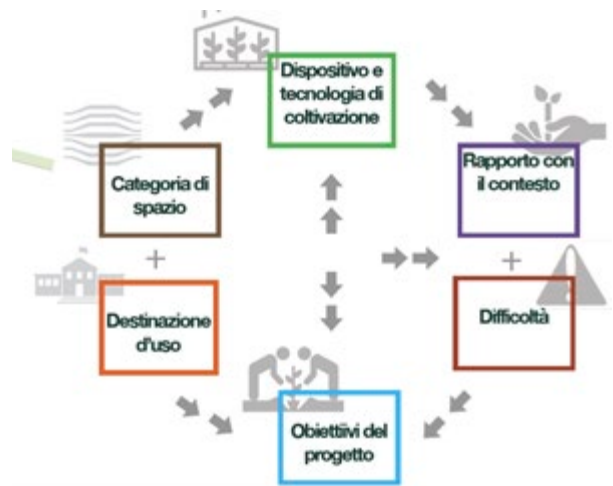 Dispositivo e
tecnologia di
coltivazione
Categoria di
spazio
Rapporto con
il contesto
+
+
Destinazione
d'uso
Difficoltà
Obiettivi del
progetto